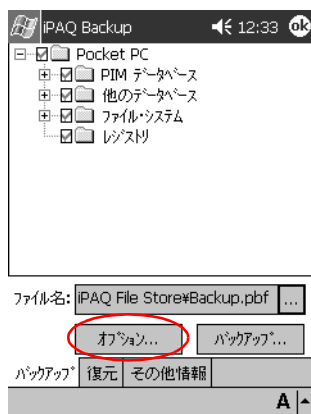 iPAQ Backup 12:33 ok
Pocket PC
PIM ﾃﾞｰﾀﾍﾞｰｽ
他のﾃﾞｰﾀﾍﾞｰｽ
ﾌｧｲﾙ･ｼｽﾃﾑ
ﾚｼﾞｽﾄﾘ
ﾌｧｲﾙ名: iPAQ File Store¥Backup.pbf ...
ｵﾌﾟｼｮﾝ... ﾊﾞｯｸｱｯﾌﾟ...
ﾊﾞｯｸｱｯﾌﾟ 復元 その他情報
A